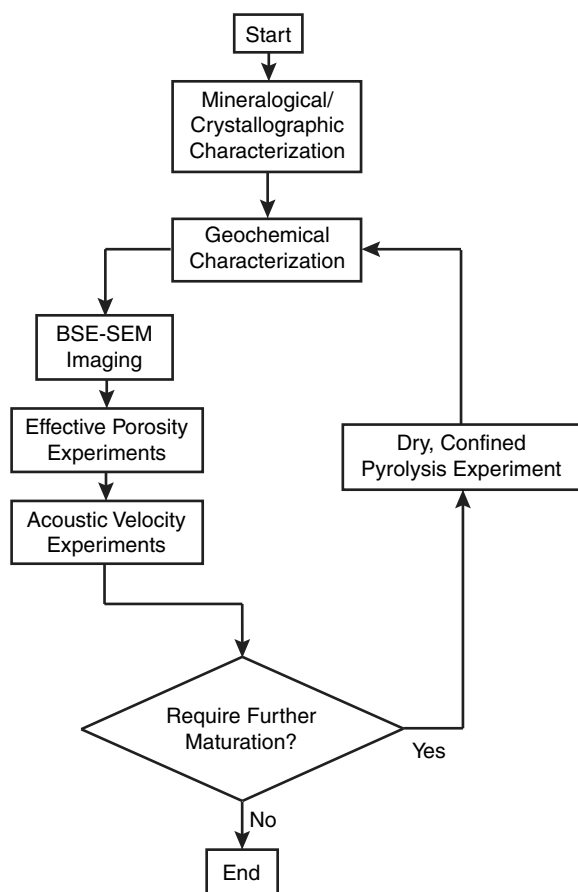 Start
Mineralogical/
Crystallographic
Characterization
Geochemical
Characterization
BSE-SEM
Imaging
Effective Porosity
Experiments
Dry, Confined
Pyrolysis Experiment
Acoustic Velocity
Experiments
Require Further
Maturation?
Yes
No
End